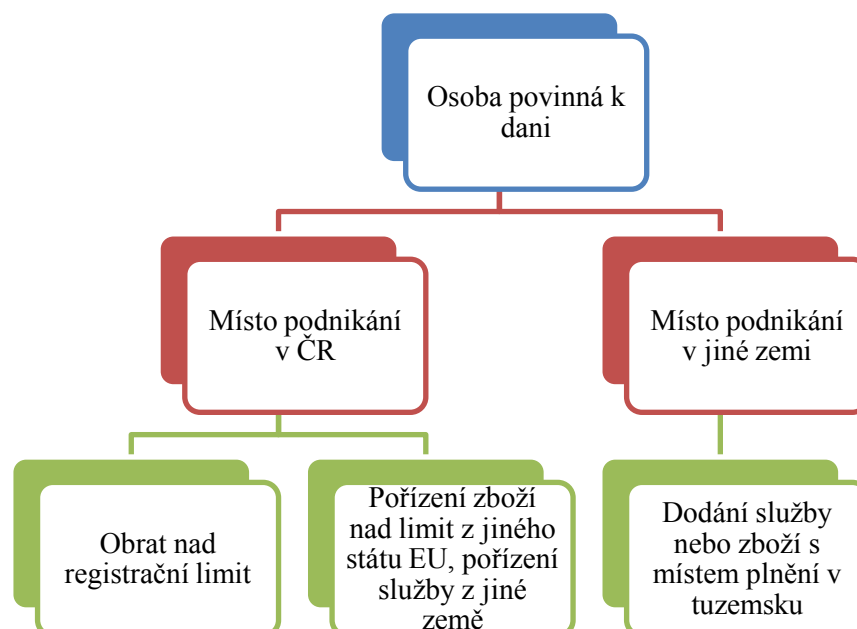 Osoba povinná k
dani
Místo podnikání
v ČR
Místo podnikání
v jiné zemi
Obrat nad
registrační limit
Pořízení zboží
nad limit z jiného
státu EU, pořízení
služby z jiné
země
Dodání služby
nebo zboží s
místem plnění v
tuzemsku